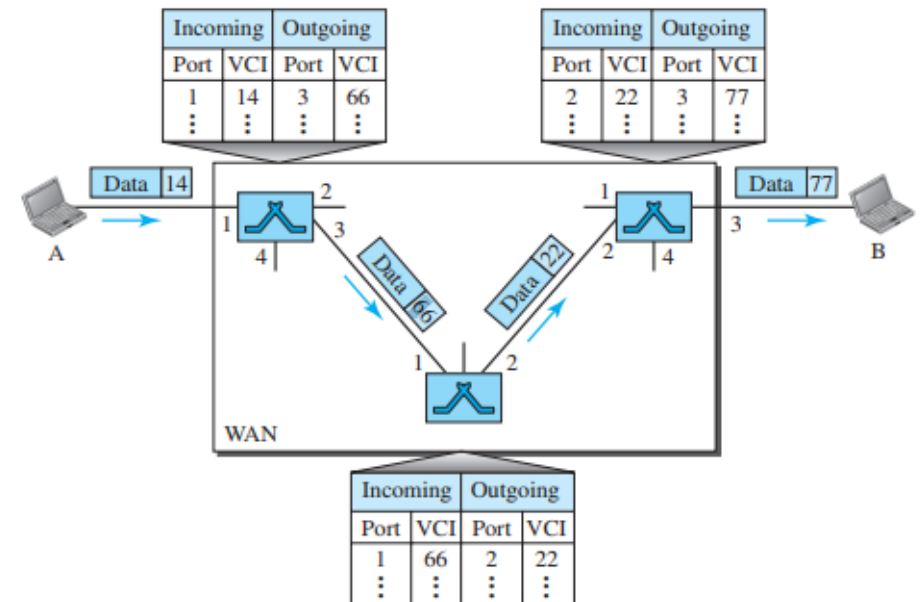 Incoming Outgoing
Port VCI Port VCI
1 14 3 66
⋮ ⋮ ⋮ ⋮
Incoming Outgoing
Port VCI Port VCI
2 22 3 77
⋮ ⋮ ⋮ ⋮
Data 14
A
1
2
3
4
Data 66
Data 22
1
2
4
3
Data 77
B
1
2
WAN
Incoming Outgoing
Port VCI Port VCI
1 66 2 22
⋮ ⋮ ⋮ ⋮